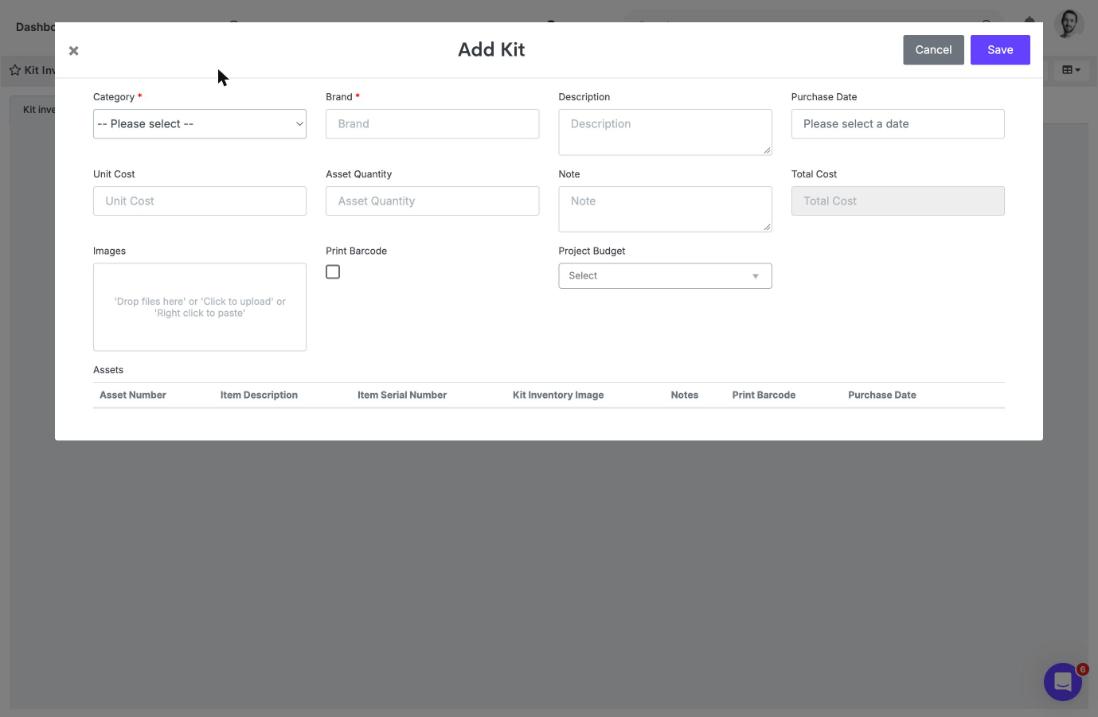 Dashbo
Add Kit
Cancel
Save
Kit Inv
Kit inve
Category *
Brand *
Description
Purchase Date
-- Please select --
Brand
Description
Please select a date
Unit Cost
Asset Quantity
Note
Total Cost
Unit Cost
Asset Quantity
Note
Total Cost
Images
Print Barcode
Project Budget
Select
'Drop files here' or 'Click to upload' or
'Right click to paste'
Assets
Asset Number Item Description Item Serial Number Kit Inventory Image Notes Print Barcode Purchase Date
6